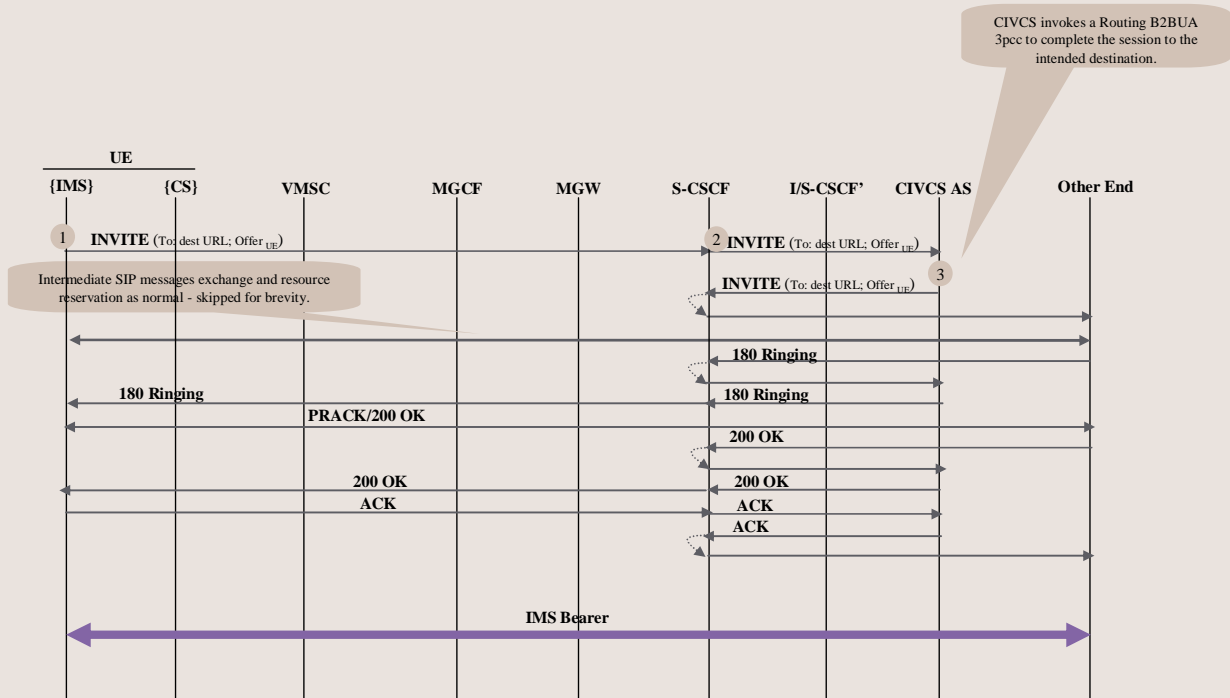 CIVCS invokes a Routing B2BUA
3pcc to complete the session to the
intended destination.
UE
{IMS}
{CS}
VMSC
MGCF
MGW
S-CSCF
I/S-CSCF’
CIVCS AS
Other End
1
INVITE (To: dest URL; Offer UE)
2
INVITE (To: dest URL; Offer UE)
Intermediate SIP messages exchange and resource
reservation as normal - skipped for brevity.
3
INVITE (To: dest URL; Offer UE)
180 Ringing
180 Ringing
180 Ringing
PRACK/200 OK
200 OK
200 OK
200 OK
ACK
ACK
ACK
IMS Bearer